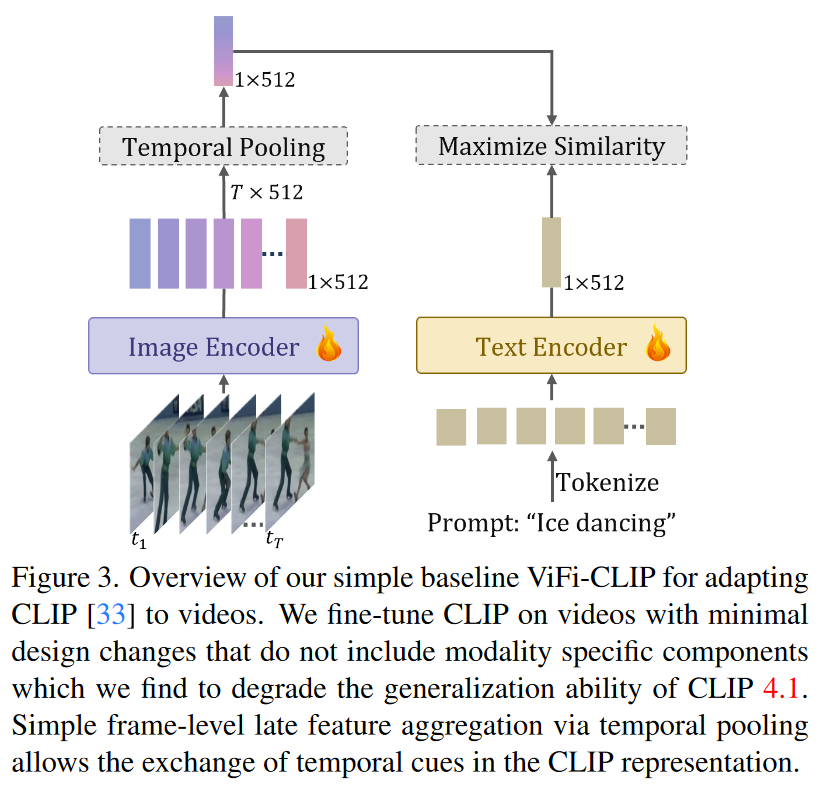 1×512
Temporal Pooling
Maximize Similarity
T × 512
...
1×512
1×512
Image Encoder
Text Encoder
...
Tokenize
t1
...
tT
Prompt: “Ice dancing”
Figure 3. Overview of our simple baseline ViFi-CLIP for adapting
CLIP [33] to videos. We fine-tune CLIP on videos with minimal
design changes that do not include modality specific components
which we find to degrade the generalization ability of CLIP 4.1.
Simple frame-level late feature aggregation via temporal pooling
allows the exchange of temporal cues in the CLIP representation.